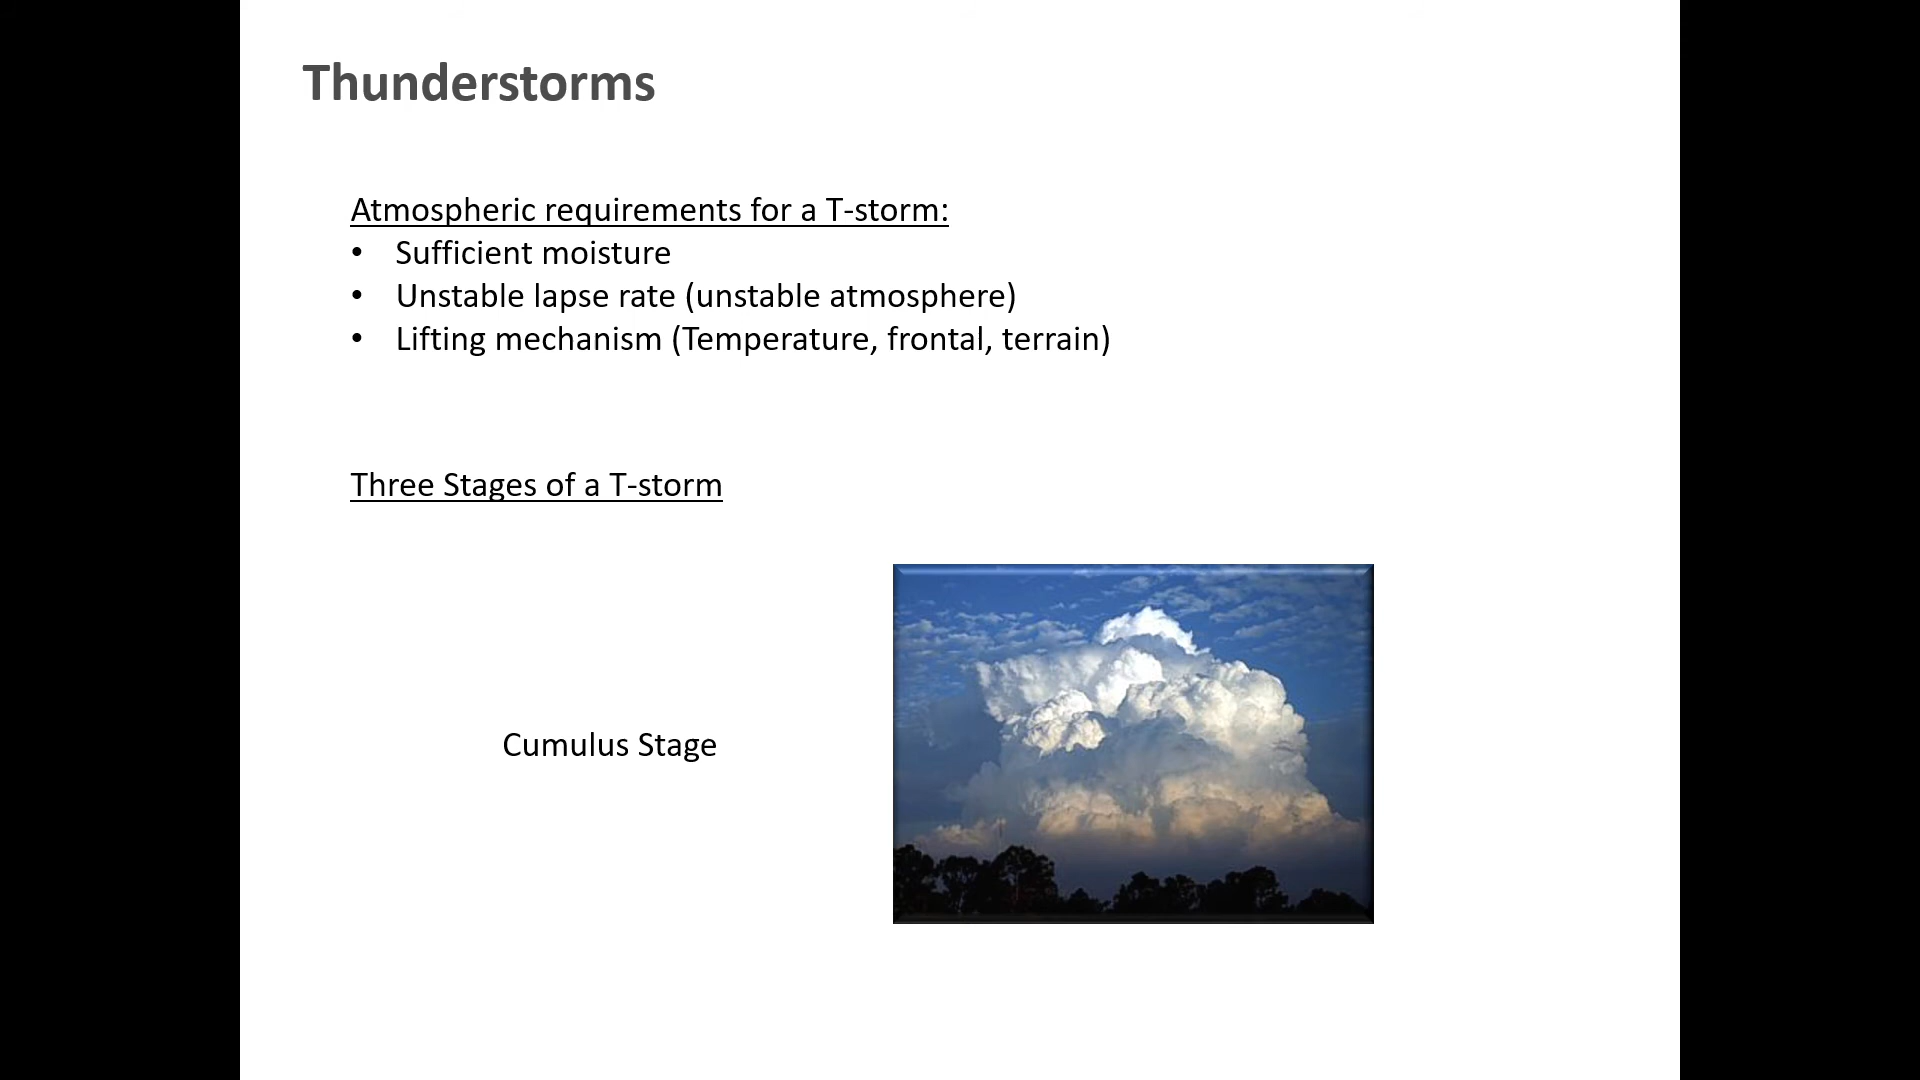 Thunderstorms
Atmospheric requirements for a T-storm:
• Sufficient moisture
• Unstable lapse rate (unstable atmosphere)
• Lifting mechanism (Temperature, frontal, terrain)
Three Stages of a T-storm
Cumulus Stage